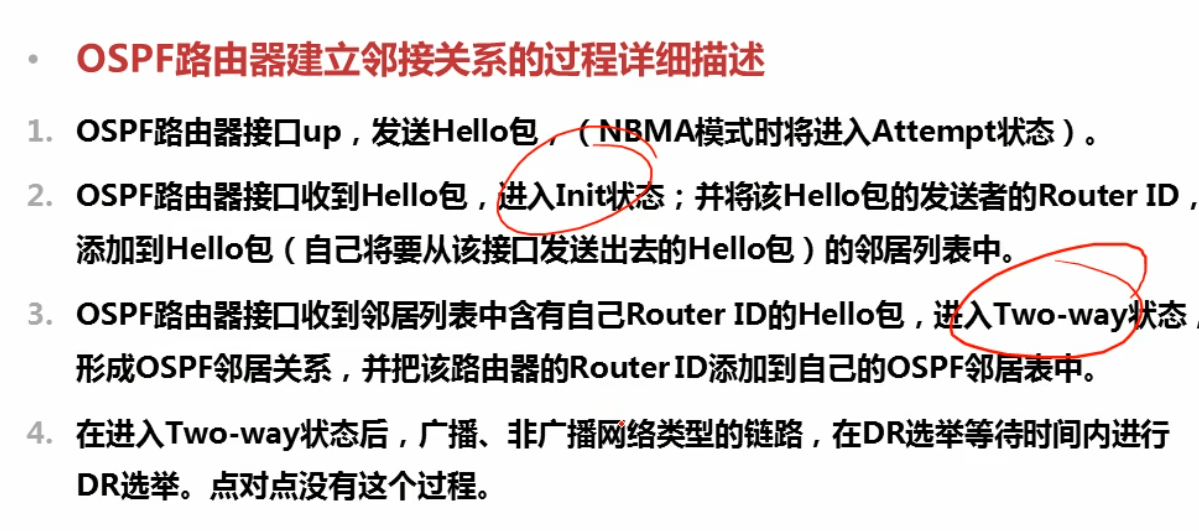 • OSPF路由器建立邻接关系的过程详细描述
1. OSPF路由器接口up，发送Hello包，（NBMA模式时将进入Attempt状态）。
2. OSPF路由器接口收到Hello包，进入Init状态；并将该Hello包的发送者的Router ID，
添加到Hello包（自己将要从该接口发送出去的Hello包）的邻居列表中。
3. OSPF路由器接口收到邻居列表中含有自己Router ID的Hello包，进入Two-way状态，
形成OSPF邻居关系，并把该路由器的Router ID添加到自己的OSPF邻居表中。
4. 在进入Two-way状态后，广播、非广播网络类型的链路，在DR选举等待时间内进行
DR选举。点对点没有这个过程。